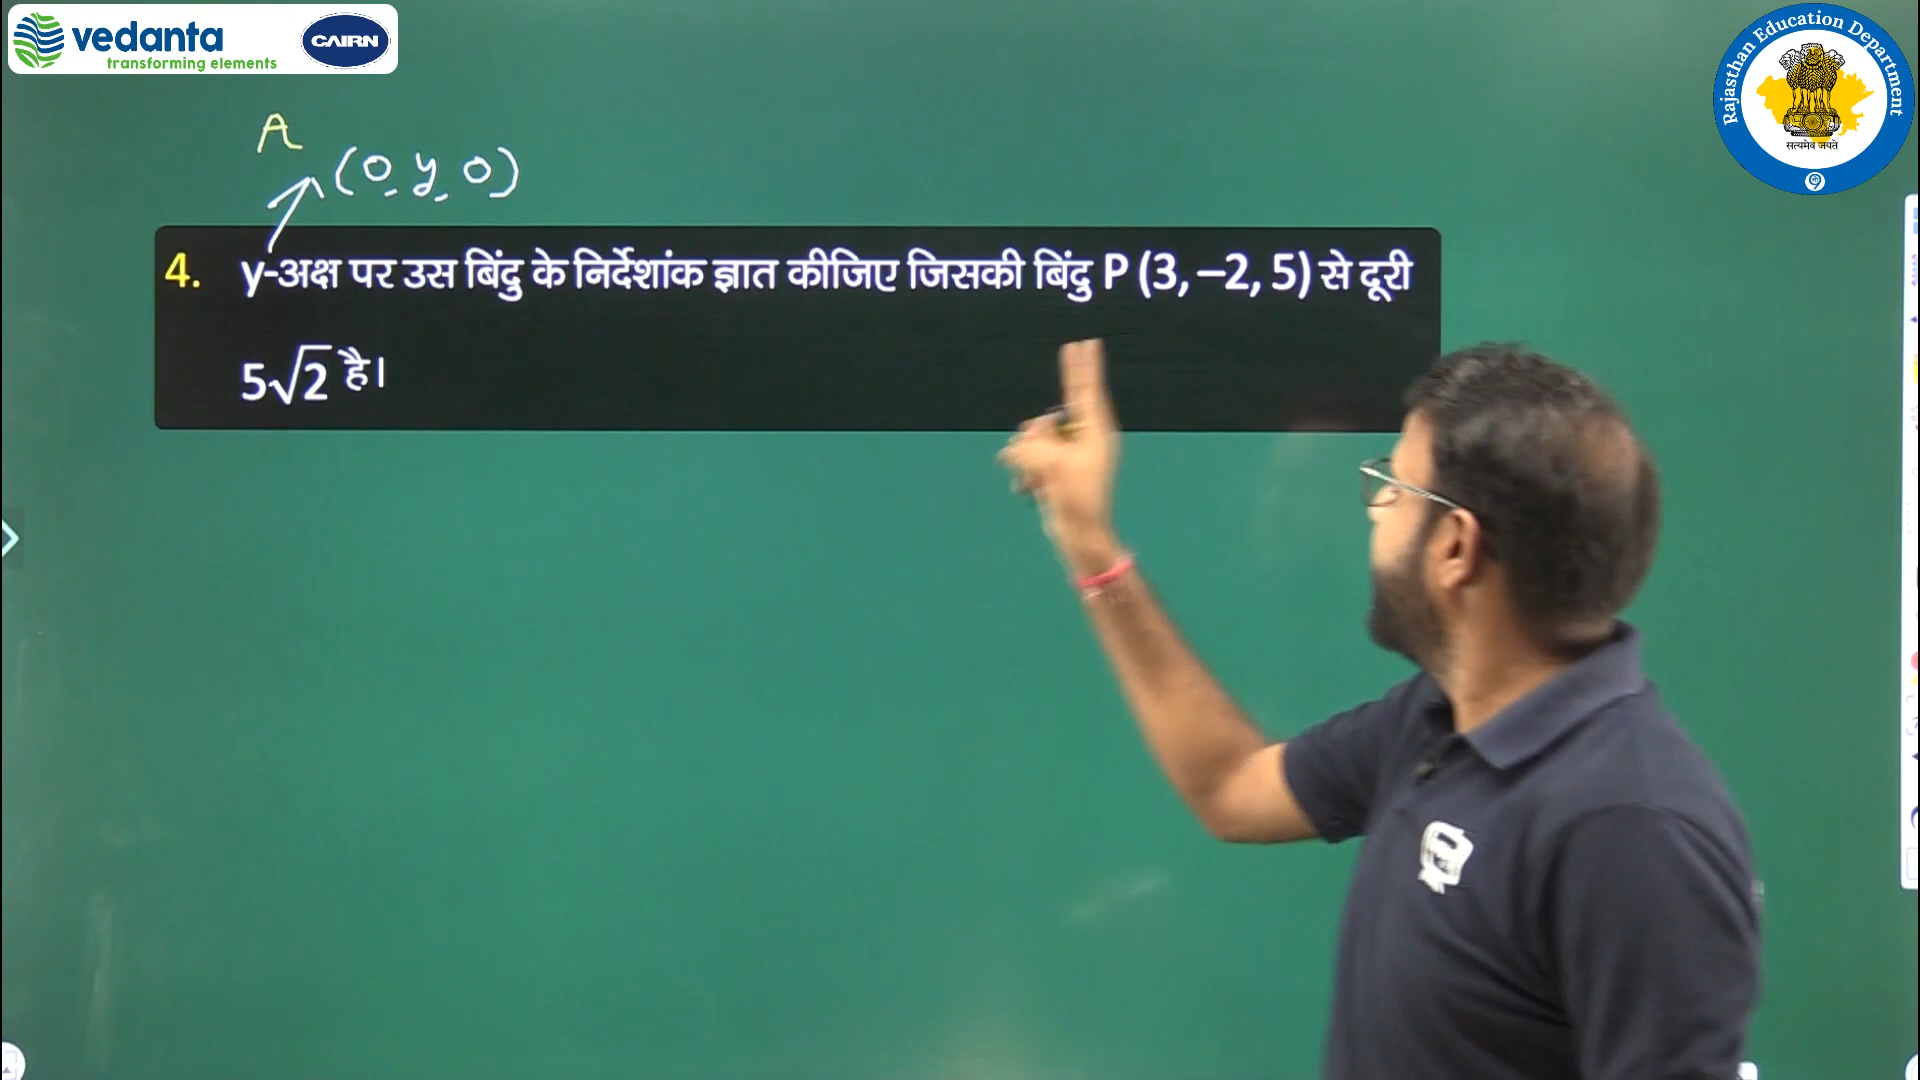 vedanta
transforming elements
CAIRN
Rajasthan Education Department
सत्यमेव जयते
A
(0, y, 0)
4. y-अक्ष पर उस बिंदु के निर्देशांक ज्ञात कीजिए जिसकी बिंदु P (3, –2, 5) से दूरी
5√2 है।